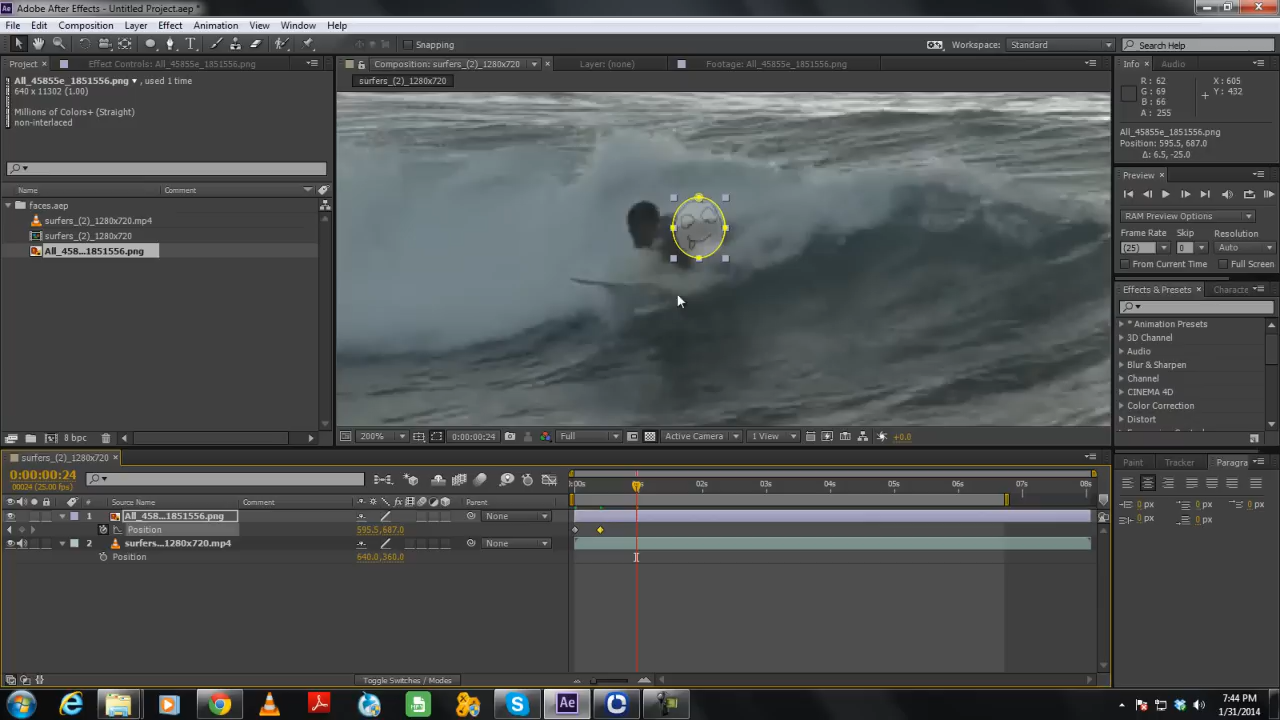 Adobe After Effects - Untitled Project.aep *
File Edit Composition Layer Effect Animation View Window Help
Snapping
Workspace: Standard
Search Help
Project
Effect Controls: All_45855e_1851556.png
Composition: surfers_(2)_1280x720
Layer: (none)
Footage: All_45855e_1851556.png
Info
Audio
All_45855e_1851556.png , used 1 time
640 x 11302 (1.00)
Millions of Colors+ (Straight)
non-interlaced
surfers_(2)_1280x720
R : 62
G : 69
B : 66
A : 255
X : 605
Y : 432
All_45855e_1851556.png
Position: 595.5, 687.0
Δ: 6.5, -25.0
Preview
RAM Preview Options
Frame Rate Skip Resolution
(25) 0 Auto
From Current Time Full Screen
Name Comment
faces.aep
surfers_(2)_1280x720.mp4
surfers_(2)_1280x720
All_458...1851556.png
Effects & Presets
Characte
* Animation Presets
3D Channel
Audio
Blur & Sharpen
Channel
CINEMA 4D
Color Correction
Distort
8 bpc
200%
0:00:00:24
Full
Active Camera
1 View
+0.0
surfers_(2)_1280x720
0:00:00:24
00024 (25.00 fps)
02s 03s 04s 05s 06s 07s 08s
# Source Name Comment Parent
1 All_458...1851556.png None
Position 595.5,687.0
2 surfers...1280x720.mp4 None
Position 640.0,360.0
Toggle Switches / Modes
Paint Tracker Paragra
0 px 0 px 0 px
0 px 0 px
7:44 PM
1/31/2014